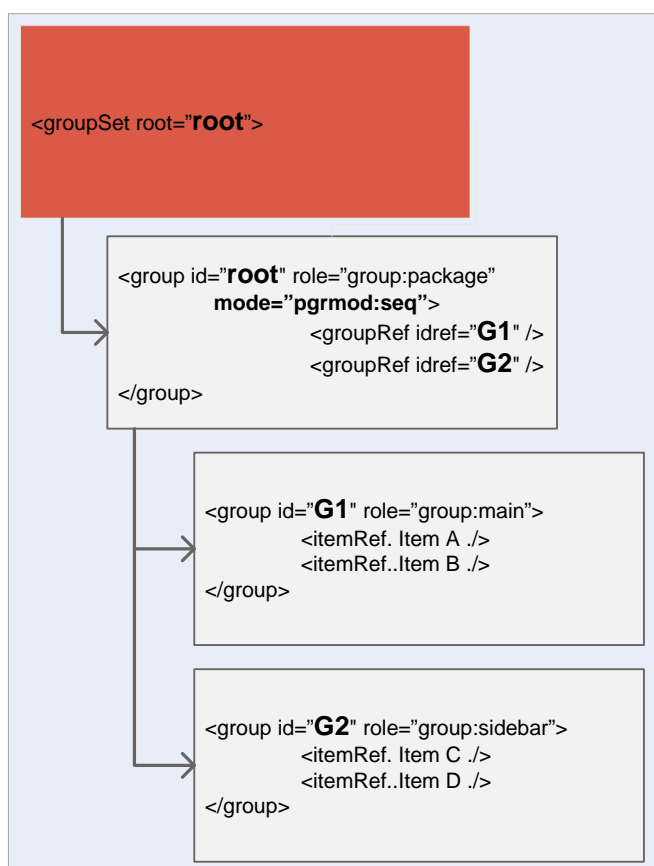 <groupSet root=”root”>
<group id=”root" role=”group:package”
mode=”pgrmod:seq”>
<groupRef idref=”G1" />
<groupRef idref=”G2" />
</group>
<group id=”G1" role=”group:main”>
<itemRef. Item A ./>
<itemRef..Item B ./>
</group>
<group id=”G2" role=”group:sidebar”>
<itemRef. Item C ./>
<itemRef..Item D ./>
</group>